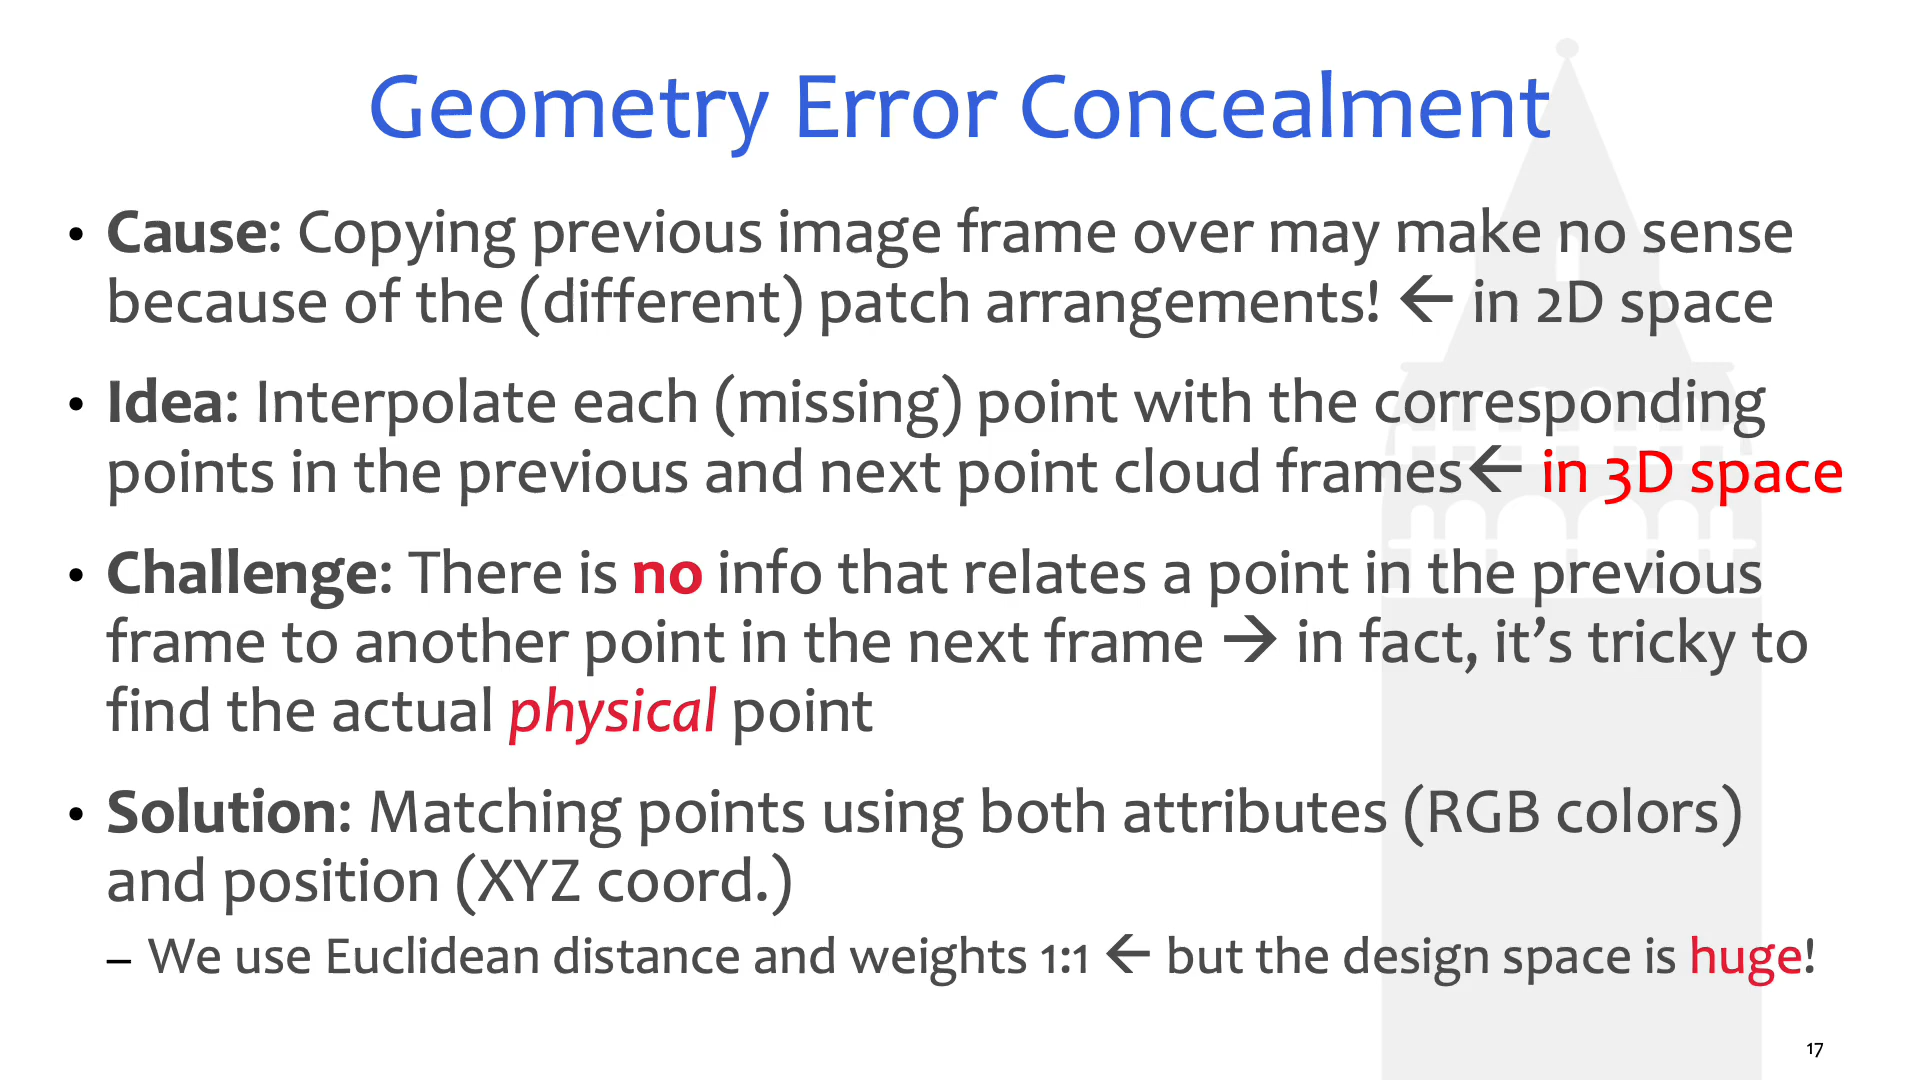 Geometry Error Concealment
• Cause: Copying previous image frame over may make no sense
because of the (different) patch arrangements! ← in 2D space
• Idea: Interpolate each (missing) point with the corresponding
points in the previous and next point cloud frames← in 3D space
• Challenge: There is no info that relates a point in the previous
frame to another point in the next frame → in fact, it’s tricky to
find the actual physical point
• Solution: Matching points using both attributes (RGB colors)
and position (XYZ coord.)
– We use Euclidean distance and weights 1:1 ← but the design space is huge!
17